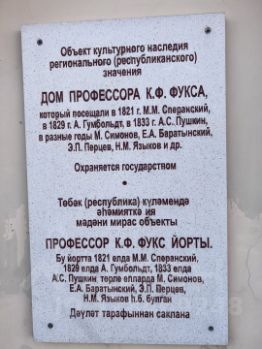 Объект культурного наследия
регионального (республиканского)
значения
ДОМ ПРОФЕССОРА К.Ф. ФУКСА,
который посещали в 1821 г. М.М. Сперанский,
в 1829 г. А. Гумбольдт, в 1833 г. А.С. Пушкин,
в разные годы М. Симонов, Е.А. Баратынский,
Э.П. Перцев, Н.М. Языков и др.
Охраняется государством
•
Төбәк (республика) күләмендә
әһәмияткә ия
мәдәни мирас объекты
ПРОФЕССОР К.Ф. ФУКС ЙОРТЫ.
Бу йортта 1821 елда М.М. Сперанский,
1829 елда А. Гумбольдт, 1833 елда
А.С. Пушкин, төрле елларда М. Симонов,
Е.А. Баратынский, Э.П. Перцев,
Н.М. Языков һ.б. булган
Дәүләт тарафыннан саклана